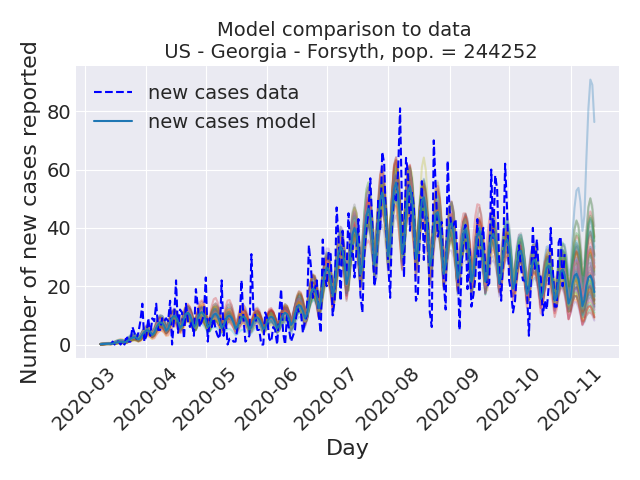 Model comparison to data
US - Georgia - Forsyth, pop. = 244252
Number of new cases reported
80
60
40
20
0
new cases data
new cases model
2020-03
2020-04
2020-05
2020-06
2020-07
2020-08
2020-09
2020-10
2020-11
Day